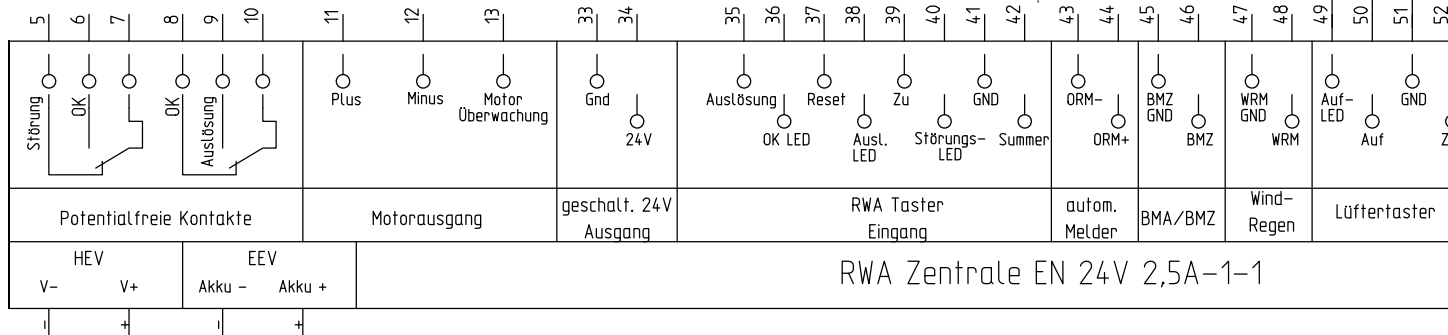 5 6 7 8 9 10 11 12 13 33 34 35 36 37 38 39 40 41 42 43 44 45 46 47 48 49 50 51 52
Störung
OK
OK
Auslösung
Plus
Minus
Motor
Überwachung
Gnd
24V
Auslösung
OK LED
Reset
Ausl.
LED
Zu
Störungs-
LED
GND
Summer
ORM-
ORM+
BMZ
GND
BMZ
WRM
GND
WRM
Auf-
LED
Auf
GND
Potentialfreie Kontakte
Motorausgang
geschalt. 24V
Ausgang
RWA Taster
Eingang
autom.
Melder
BMA/BMZ
Wind-
Regen
Lüftertaster
HEV
V- V+
EEV
Akku - Akku +
RWA Zentrale EN 24V 2,5A-1-1
- + - +